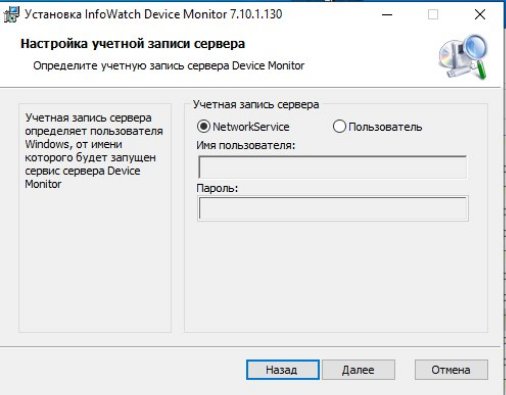 Установка InfoWatch Device Monitor 7.10.1.130
Настройка учетной записи сервера
Определите учетную запись сервера Device Monitor
Учетная запись сервера
определяет пользователя
Windows, от имени
которого будет запущен
сервис сервера Device
Monitor
Учетная запись сервера
NetworkService
Пользователь
Имя пользователя:
Пароль:
Назад
Далее
Отмена